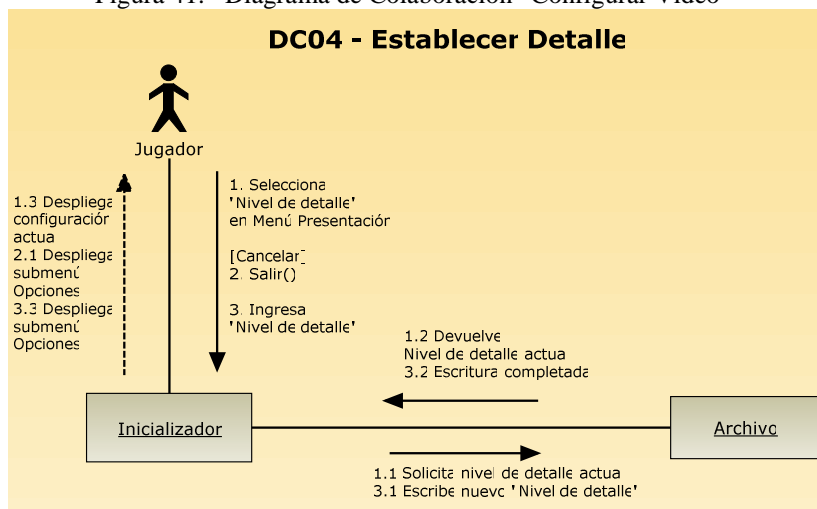 Figura 41. Diagrama de Colaboración "Configurar Video"
DC04 - Establecer Detalle
Jugador
1. Selecciona
'Nivel de detalle'
en Menú Presentación
[Cancelar]
2. Salir()
3. Ingresa
'Nivel de detalle'
1.3 Despliega
configuración
actua
2.1 Despliega
submenú
Opciones
3.3 Despliega
submenú
Opciones
1.2 Devuelve
Nivel de detalle actua
3.2 Escritura completada
Inicializador
Archivo
1.1 Solicita nivel de detalle actua
3.1 Escribe nuevo 'Nivel de detalle'